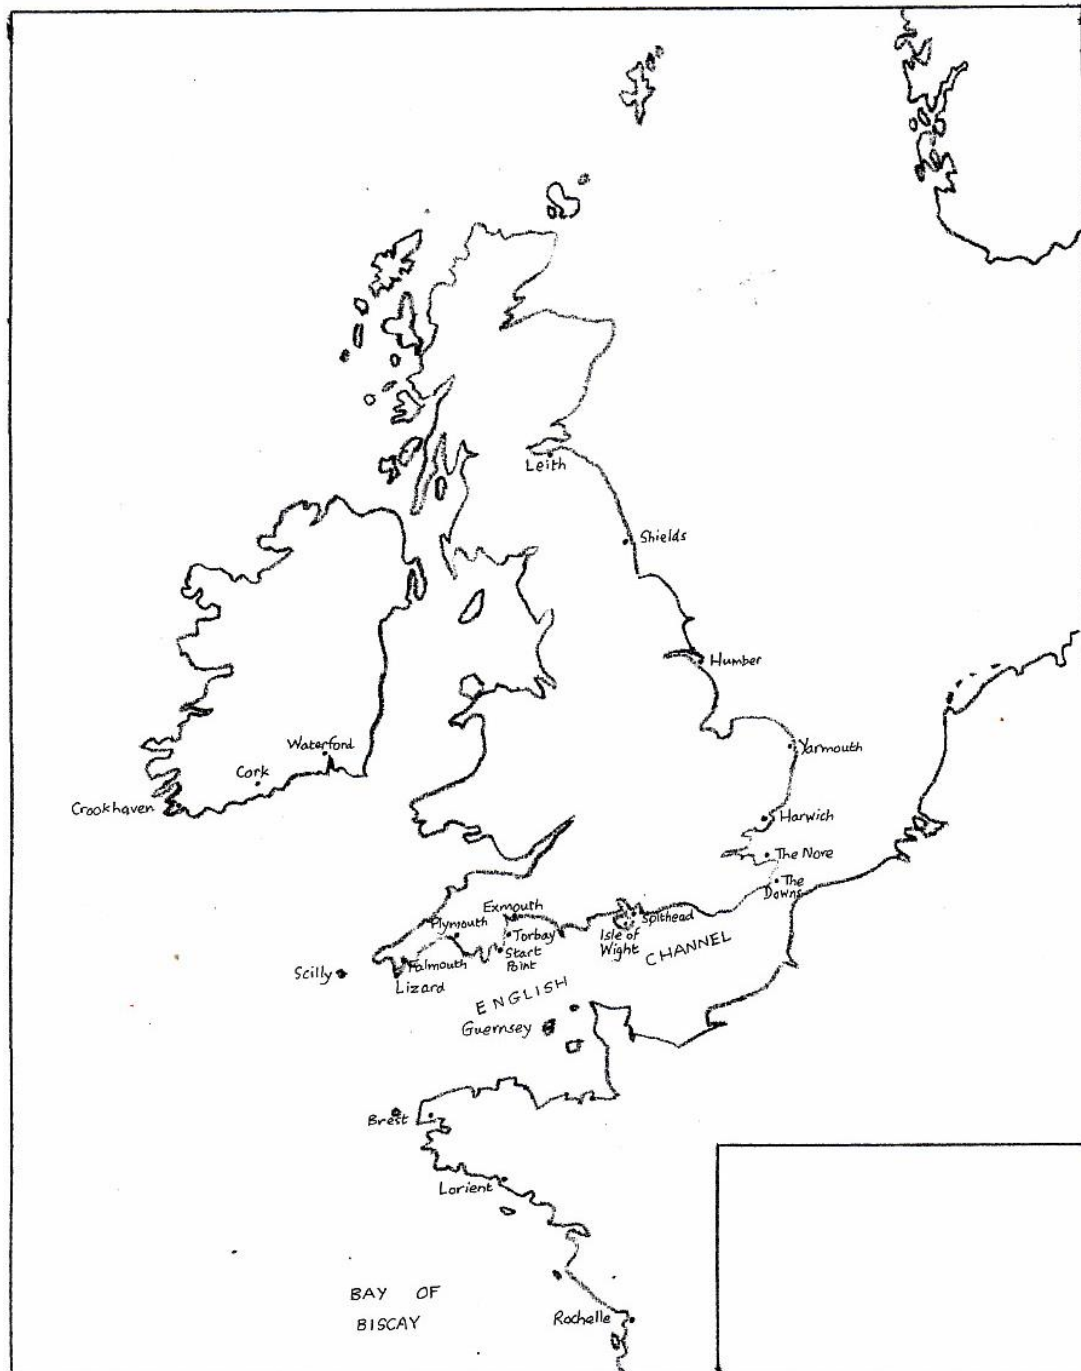 Leith
Shields
Humber
Waterford
Yarmouth
Cork
Crookhaven
Harwich
The Nore
The
Downs
Exmouth
Plymouth
Spithead
Torbay
Isle of
Wight
Start
Point
CHANNEL
Falmouth
Scilly
Lizard
ENGLISH
Guernsey
Brest
Lorient
BAY OF
BISCAY
Rochelle